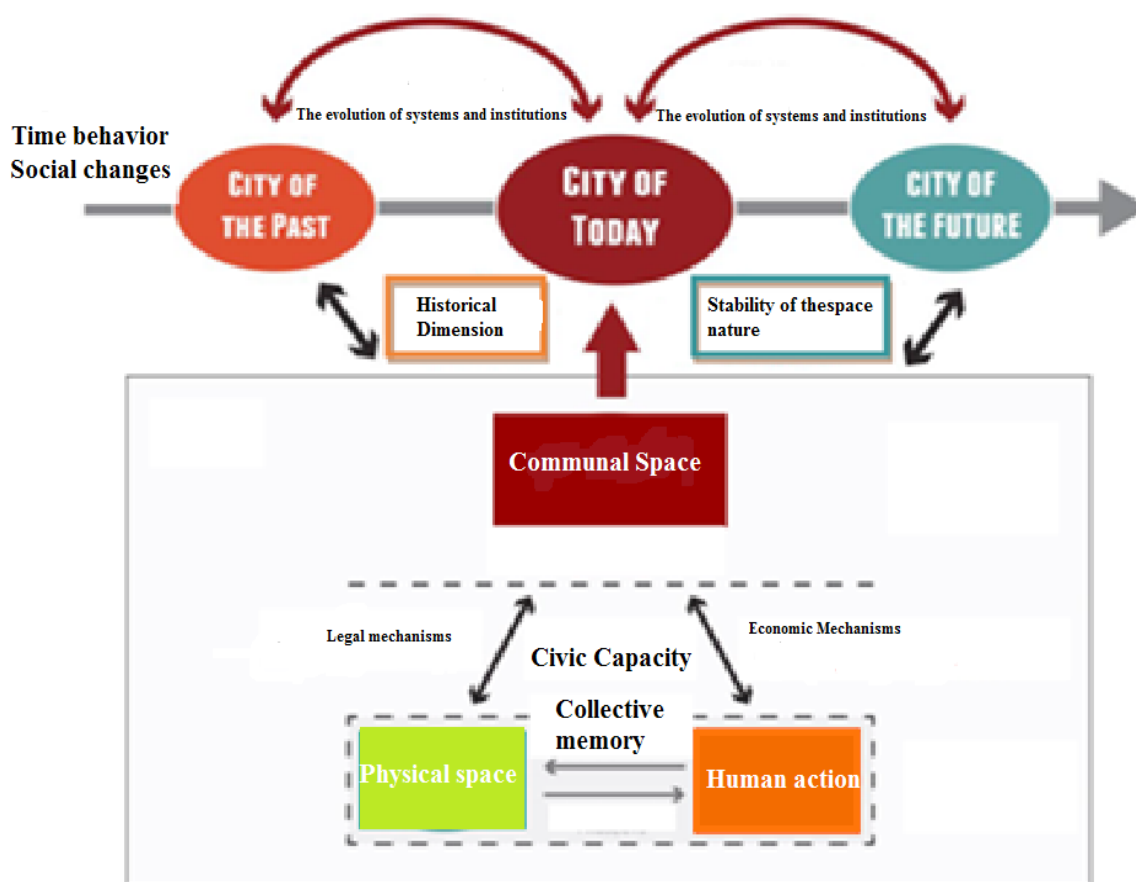 The evolution of systems and institutions
The evolution of systems and institutions
Time behavior
Social changes
CITY OF
THE PAST
CITY OF
TODAY
CITY OF
THE FUTURE
Historical
Dimension
Stability of thespace
nature
Communal Space
Legal mechanisms
Economic Mechanisms
Civic Capacity
Collective
memory
Physical space
Human action